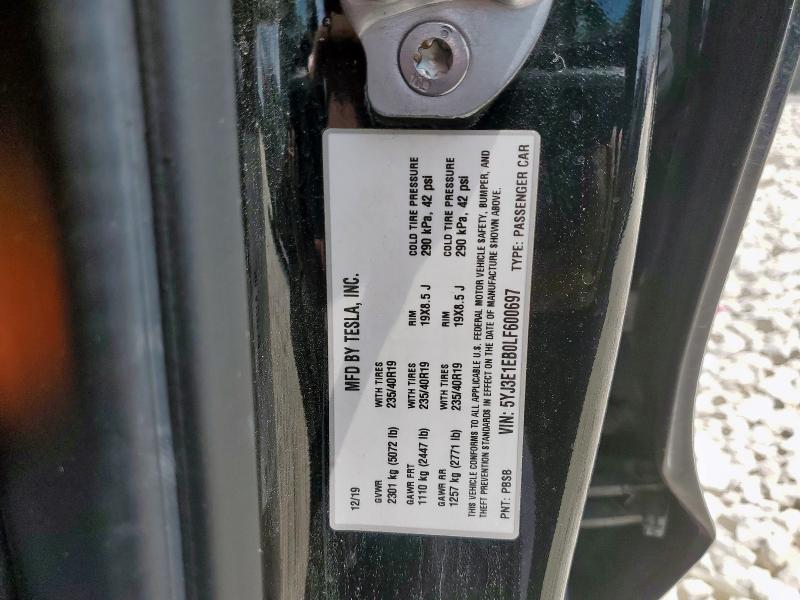 MFD BY TESLA, INC.
12/19
GVWR WITH TIRES
2301 kg (5072 lb) 235/40R19
GAWR FRT WITH TIRES RIM COLD TIRE PRESSURE
1110 kg (2447 lb) 235/40R19 19X8.5 J 290 kPa, 42 psi
GAWR RR WITH TIRES RIM COLD TIRE PRESSURE
1257 kg (2771 lb) 235/40R19 19X8.5 J 290 kPa, 42 psi
THIS VEHICLE CONFORMS TO ALL APPLICABLE U.S. FEDERAL MOTOR VEHICLE SAFETY, BUMPER, AND
THEFT PREVENTION STANDARDS IN EFFECT ON THE DATE OF MANUFACTURE SHOWN ABOVE.
PNT: PBSB VIN: 5YJ3E1EB0LF600697 TYPE: PASSENGER CAR